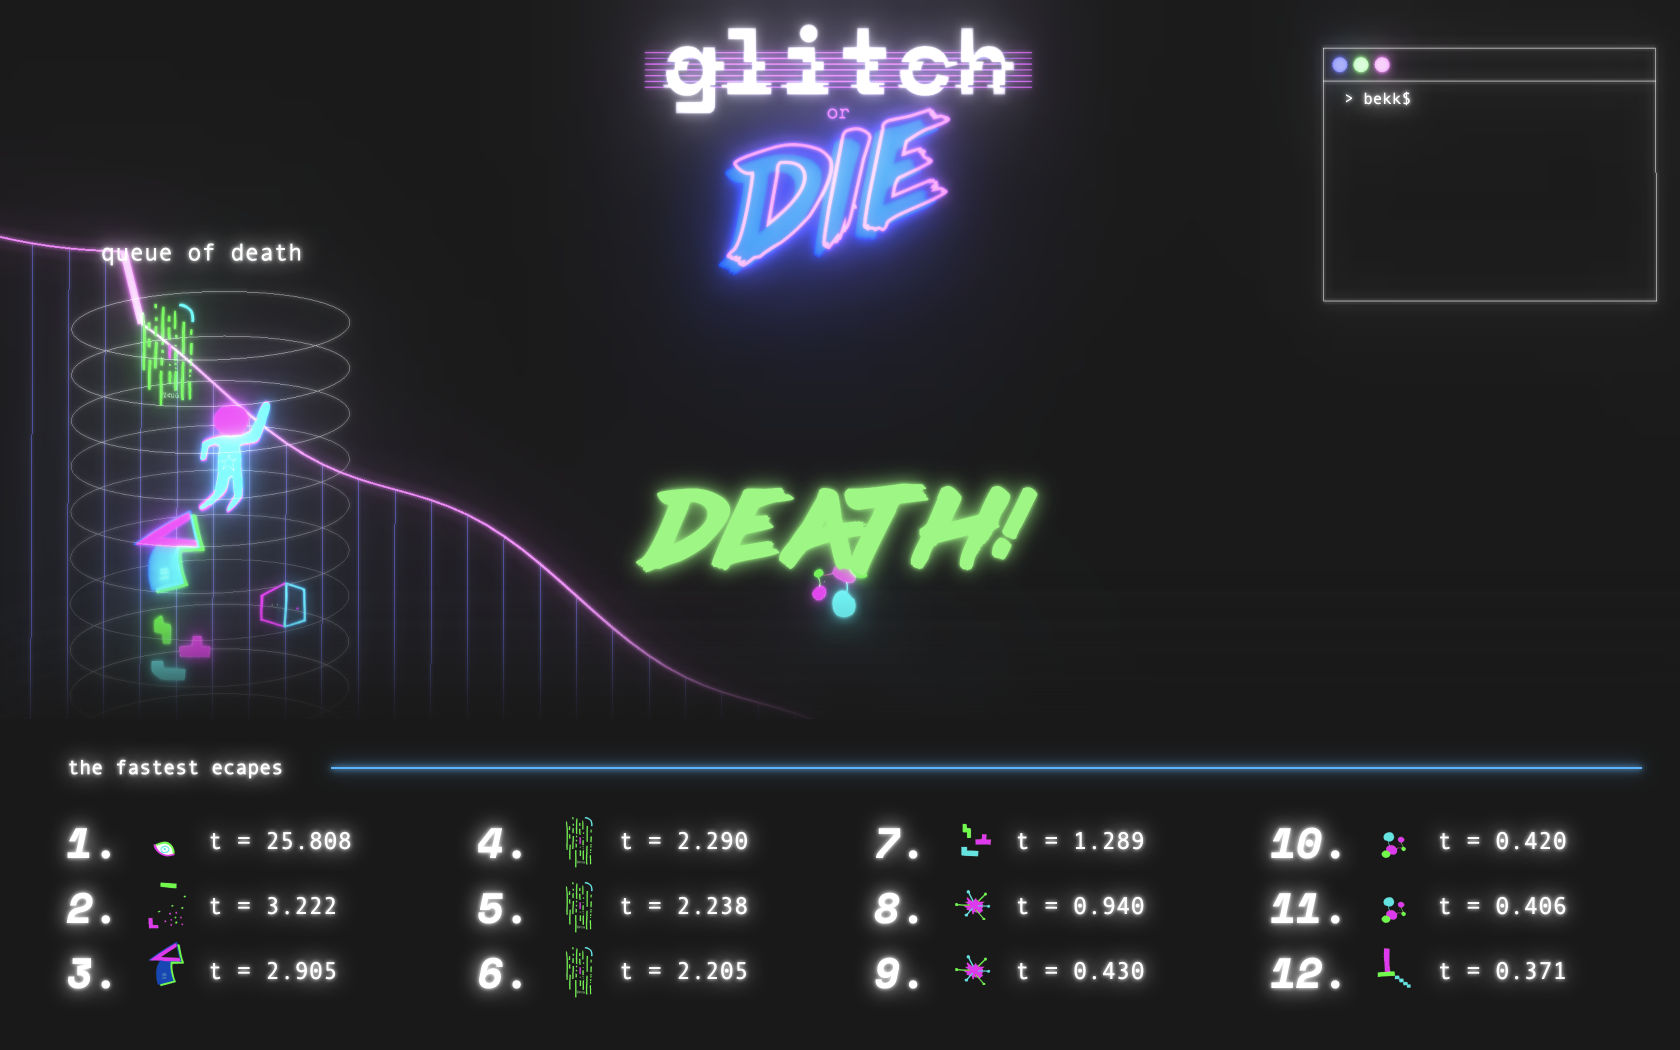 glitch
or
DIE
> bekk$
queue of death
DEATH!
the fastest ecapes
1. t = 25.808
2. t = 3.222
3. t = 2.905
4. t = 2.290
5. t = 2.238
6. t = 2.205
7. t = 1.289
8. t = 0.940
9. t = 0.430
10. t = 0.420
11. t = 0.406
12. t = 0.371